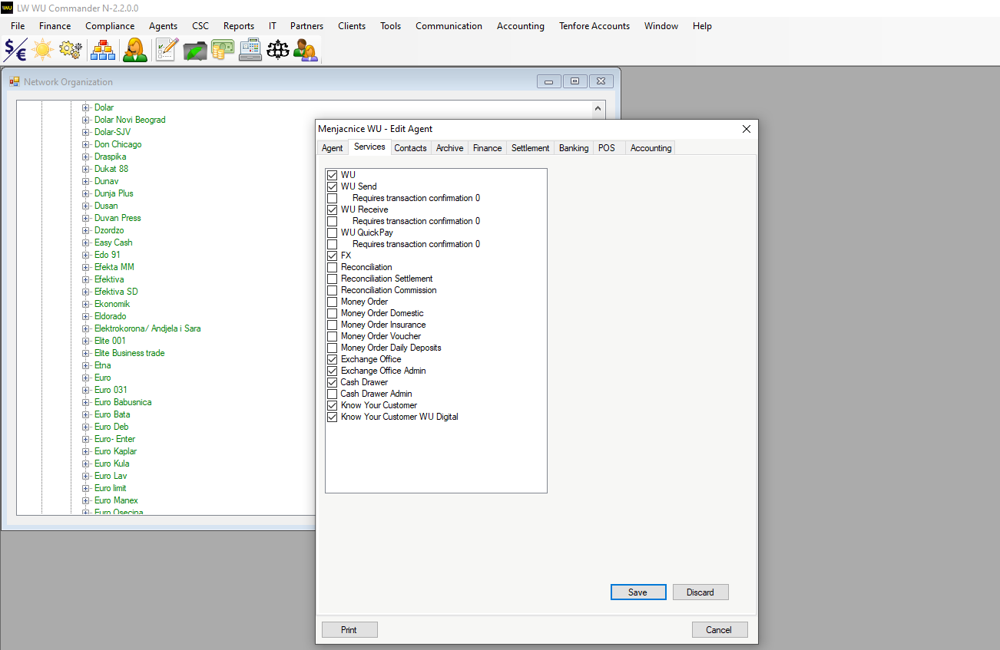 WU LW WU Commander N-2.2.0.0
File Finance Compliance Agents CSC Reports IT Partners Clients Tools Communication Accounting Tenfore Accounts Window Help
$/€
Network Organization
Dolar
Dolar Novi Beograd
Dolar-SJV
Don Chicago
Draspika
Dukat 88
Dunav
Dunja Plus
Dusan
Duvan Press
Dzordzo
Easy Cash
Edo 91
Efekta MM
Efektiva
Efektiva SD
Ekonomik
Eldorado
Elektrokorona/ Andjela i Sara
Elite 001
Elite Business trade
Etna
Euro
Euro 031
Euro Babusnica
Euro Bata
Euro Deb
Euro- Enter
Euro Kaplar
Euro Kula
Euro Lav
Euro limit
Euro Manex
Euro Osecina
Menjacnice WU - Edit Agent
Agent Services Contacts Archive Finance Settlement Banking POS Accounting
WU
WU Send
Requires transaction confirmation 0
WU Receive
Requires transaction confirmation 0
WU QuickPay
Requires transaction confirmation 0
FX
Reconciliation
Reconciliation Settlement
Reconciliation Commission
Money Order
Money Order Domestic
Money Order Insurance
Money Order Voucher
Money Order Daily Deposits
Exchange Office
Exchange Office Admin
Cash Drawer
Cash Drawer Admin
Know Your Customer
Know Your Customer WU Digital
Save Discard
Print Cancel